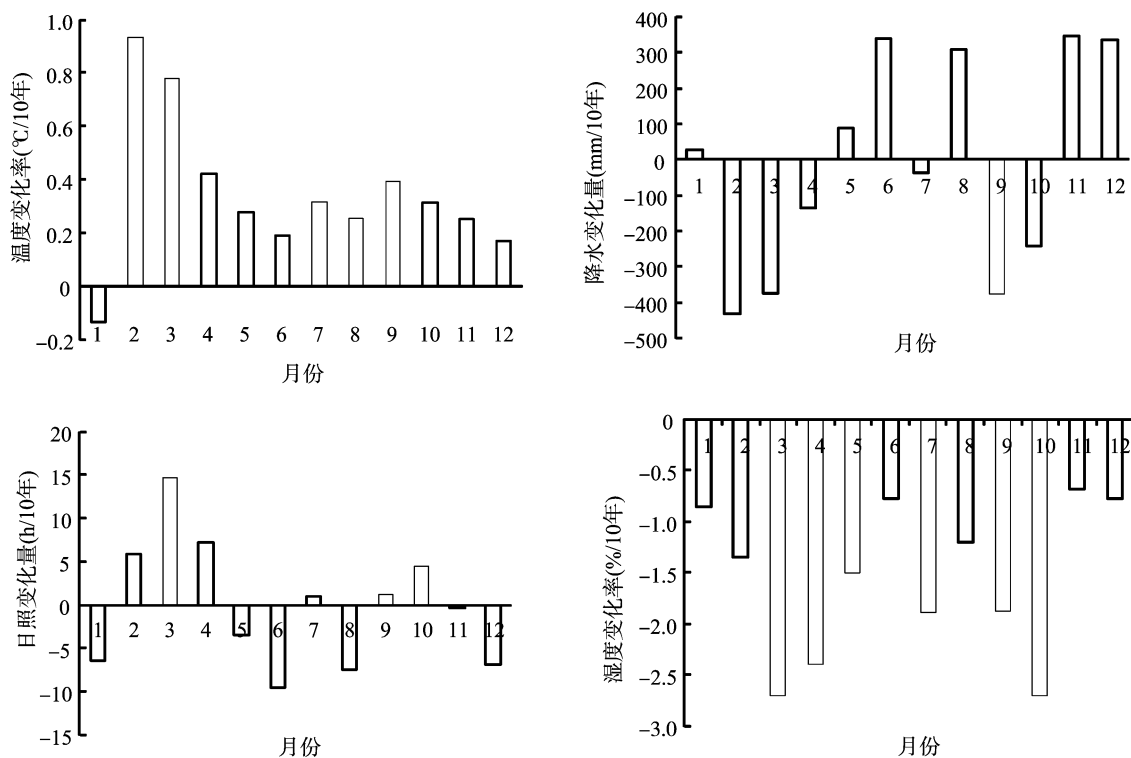 温度变化率(℃/10年)
1.0
0.8
0.6
0.4
0.2
0
−0.2
1 2 3 4 5 6 7 8 9 10 11 12
月份
降水变化量(mm/10年)
400
300
200
100
0
−100
−200
−300
−400
−500
1 2 3 4 5 6 7 8 9 10 11 12
月份
日照变化量(h/10年)
20
15
10
5
0
−5
−10
−15
1 2 3 4 5 6 7 8 9 10 11 12
月份
湿度变化率(%/10年)
0
−0.5
−1.0
−1.5
−2.0
−2.5
−3.0
1 2 3 4 5 6 7 8 9 10 11 12
月份